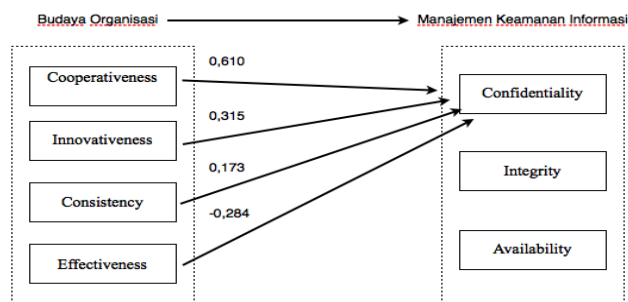 Budaya Organisasi
Manajemen Keamanan Informasi
Cooperativeness
0,610
Confidentiality
Innovativeness
0,315
Consistency
0,173
Integrity
Effectiveness
-0,284
Availability